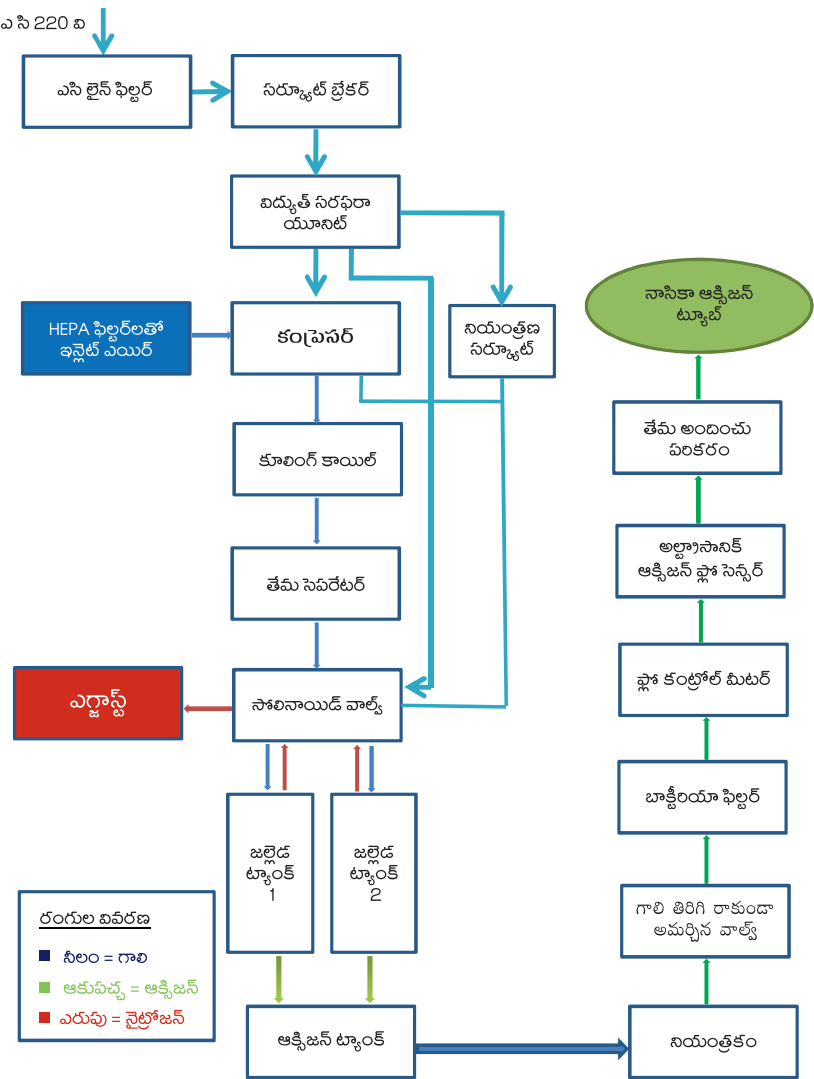 ఎ సి 220 వి
ఎసి లైన్ ఫిల్టర్
సర్క్యూట్ బ్రేకర్
విద్యుత్ సరఫరా
యూనిట్
HEPA ఫిల్టర్‌లతో
ఇన్లెట్ ఎయిర్
కంప్రెసర్
నియంత్రణ
సర్క్యూట్
కూలింగ్ కాయిల్
తేమ సెపరేటర్
ఎగ్జాస్ట్
సోలినాయిడ్ వాల్వ్
జల్లెడ
ట్యాంక్
1
జల్లెడ
ట్యాంక్
2
రంగుల వివరణ
నీలం = గాలి
ఆకుపచ్చ = ఆక్సిజన్
ఎరుపు = నైట్రోజన్
ఆక్సిజన్ ట్యాంక్
నియంత్రకం
గాలి తిరిగి రాకుండా
అమర్చిన వాల్వ్
బాక్టీరియా ఫిల్టర్
ఫ్లో కంట్రోల్ మీటర్
అల్ట్రాసానిక్
ఆక్సిజన్ ఫ్లో సెన్సర్
తేమ అందించు
పరికరం
నాసికా ఆక్సిజన్
ట్యూబ్